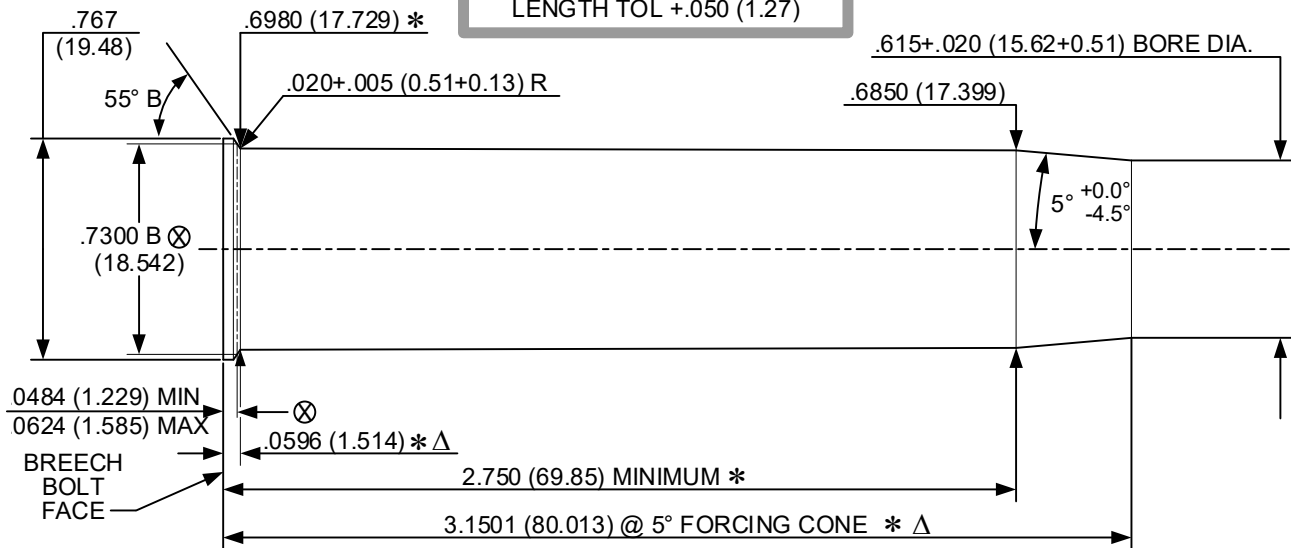 LENGTH TOL +.050 (1.27)
.767
(19.48)
.6980 (17.729) *
.615+.020 (15.62+0.51) BORE DIA.
55° B
.020+.005 (0.51+0.13) R
.6850 (17.399)
5° +0.0°
-4.5°
.7300 B ⊗
(18.542)
.0484 (1.229) MIN
.0624 (1.585) MAX
⊗
.0596 (1.514) * Δ
BREECH
BOLT
FACE
2.750 (69.85) MINIMUM *
3.1501 (80.013) @ 5° FORCING CONE * Δ